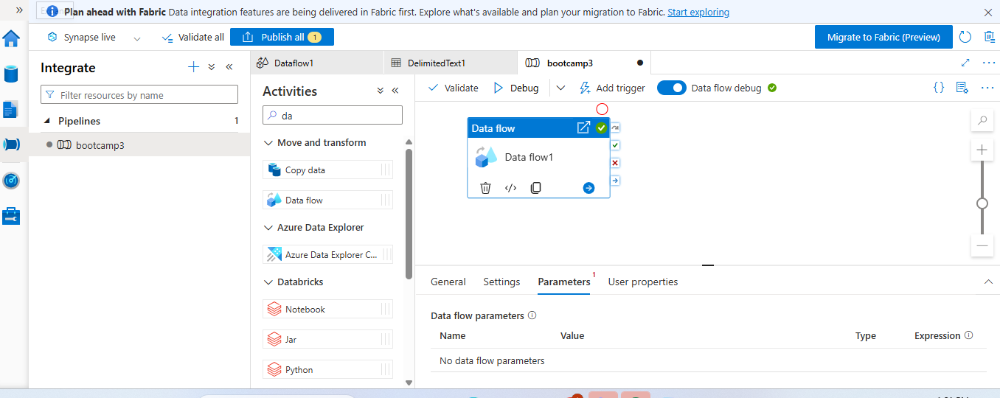 Plan ahead with Fabric Data integration features are being delivered in Fabric first. Explore what's available and plan your migration to Fabric. Start exploring
Synapse live
Validate all
Publish all 1
Migrate to Fabric (Preview)
Integrate
Filter resources by name
Pipelines 1
bootcamp3
Dataflow1
DelimitedText1
bootcamp3
Activities
da
Move and transform
Copy data
Data flow
Azure Data Explorer
Azure Data Explorer C...
Databricks
Notebook
Jar
Python
Validate
Debug
Add trigger
Data flow debug
Data flow
Data flow1
General
Settings
Parameters 1
User properties
Data flow parameters
Name Value Type Expression
No data flow parameters